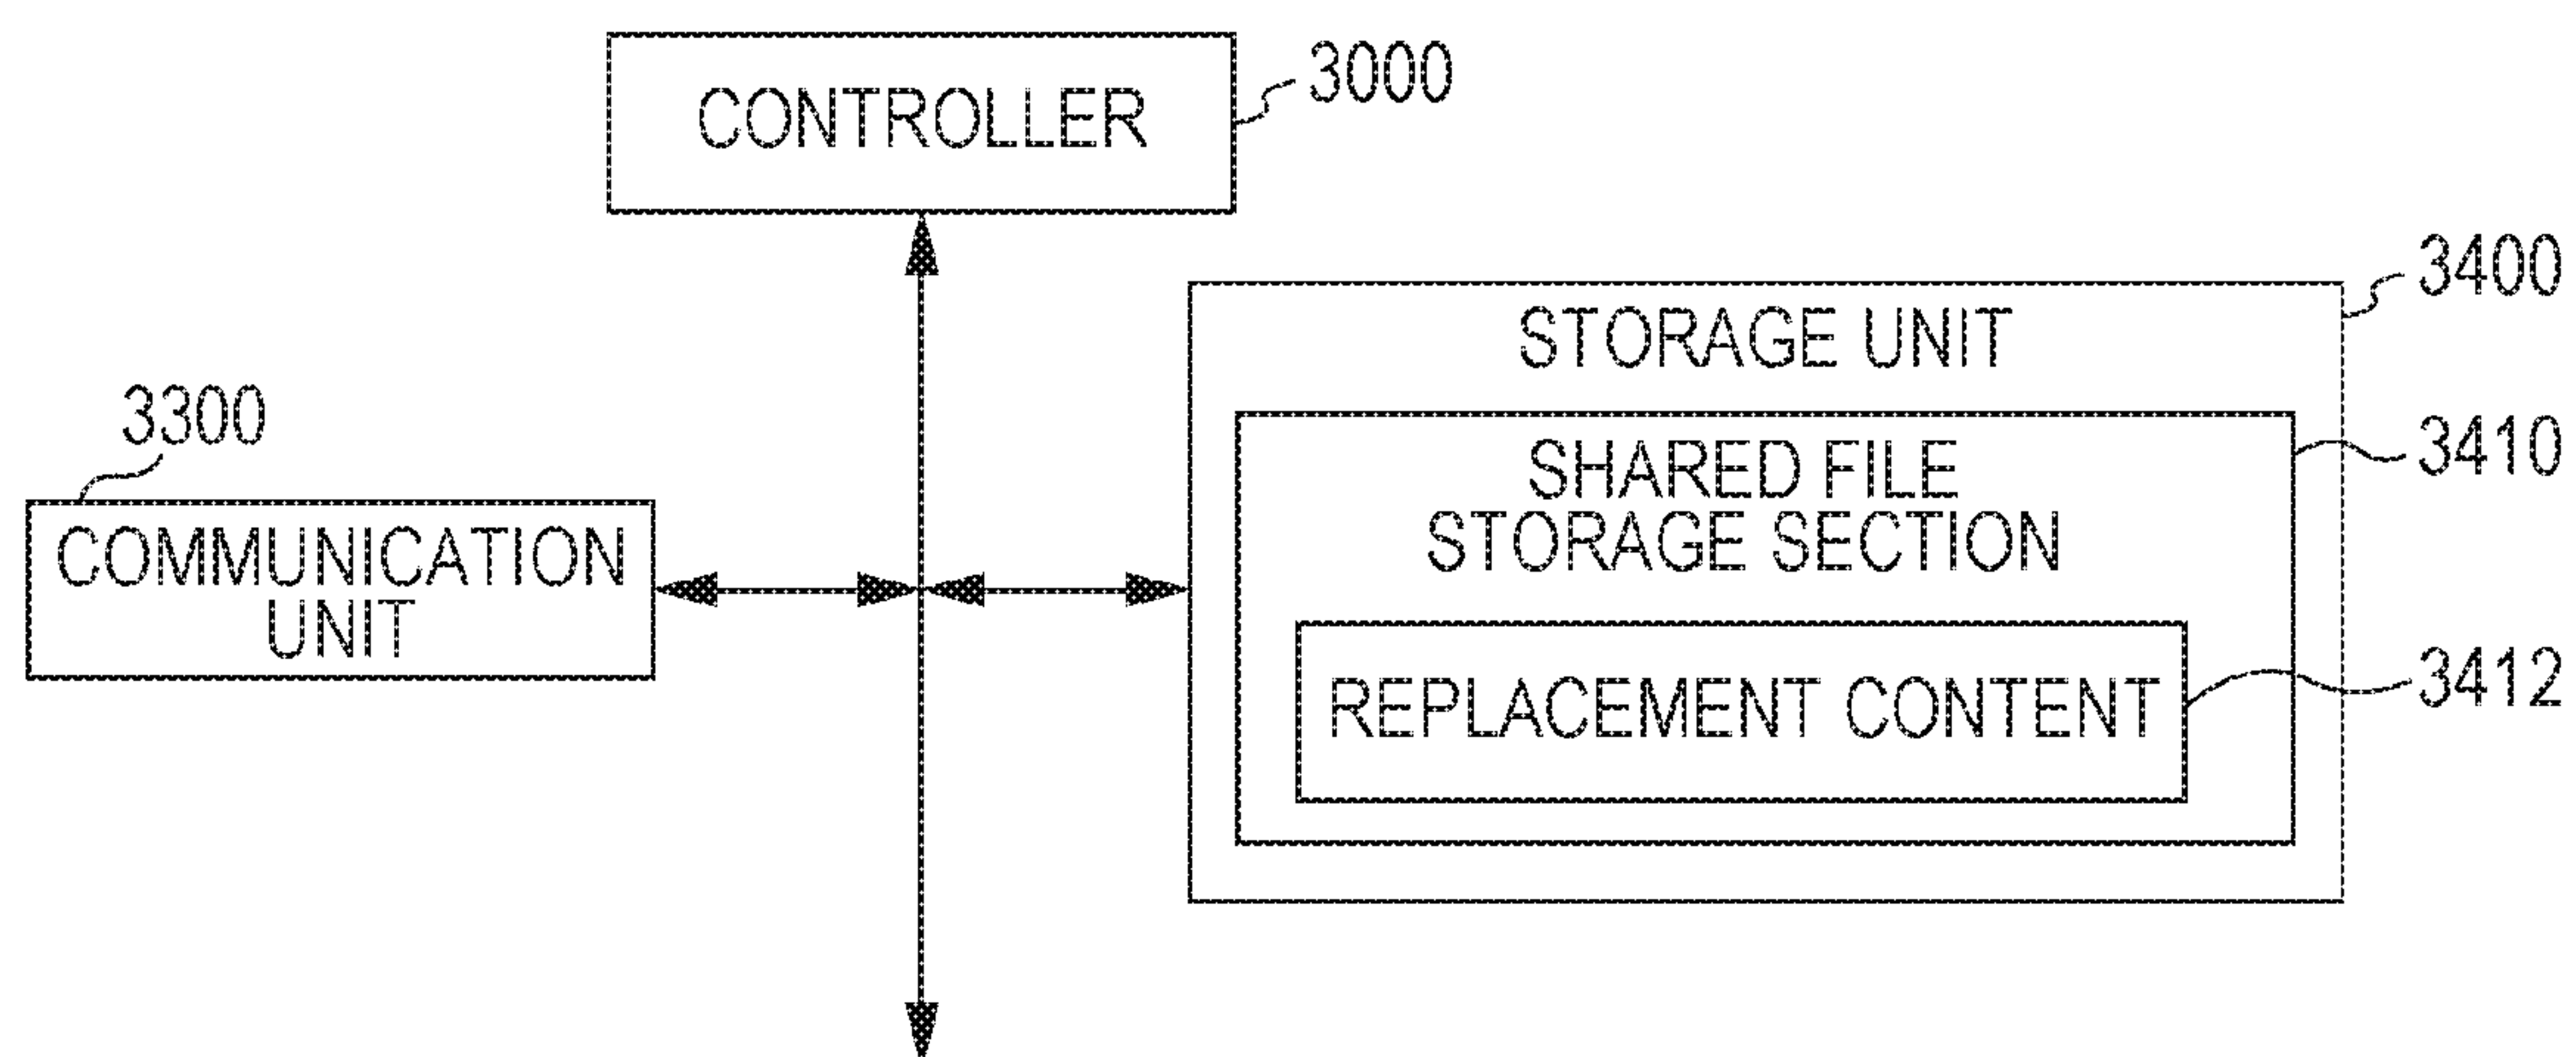 CONTROLLER
3000
3400
STORAGE UNIT
3300
3410
SHARED FILE
STORAGE SECTION
COMMUNICATION
UNIT
3412
REPLACEMENT CONTENT